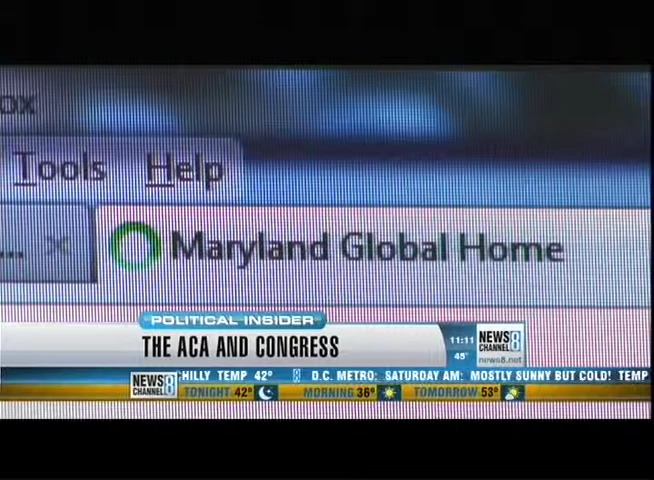 ox
Tools Help
... Maryland Global Home
POLITICAL INSIDER
THE ACA AND CONGRESS
11:11
45°
NEWS CHANNEL 8
news8.net
HILLY TEMP 42° 8 D.C. METRO: SATURDAY AM: MOSTLY SUNNY BUT COLD! TEMP
NEWS CHANNEL 8
TONIGHT 42° MORNING 36° TOMORROW 53°